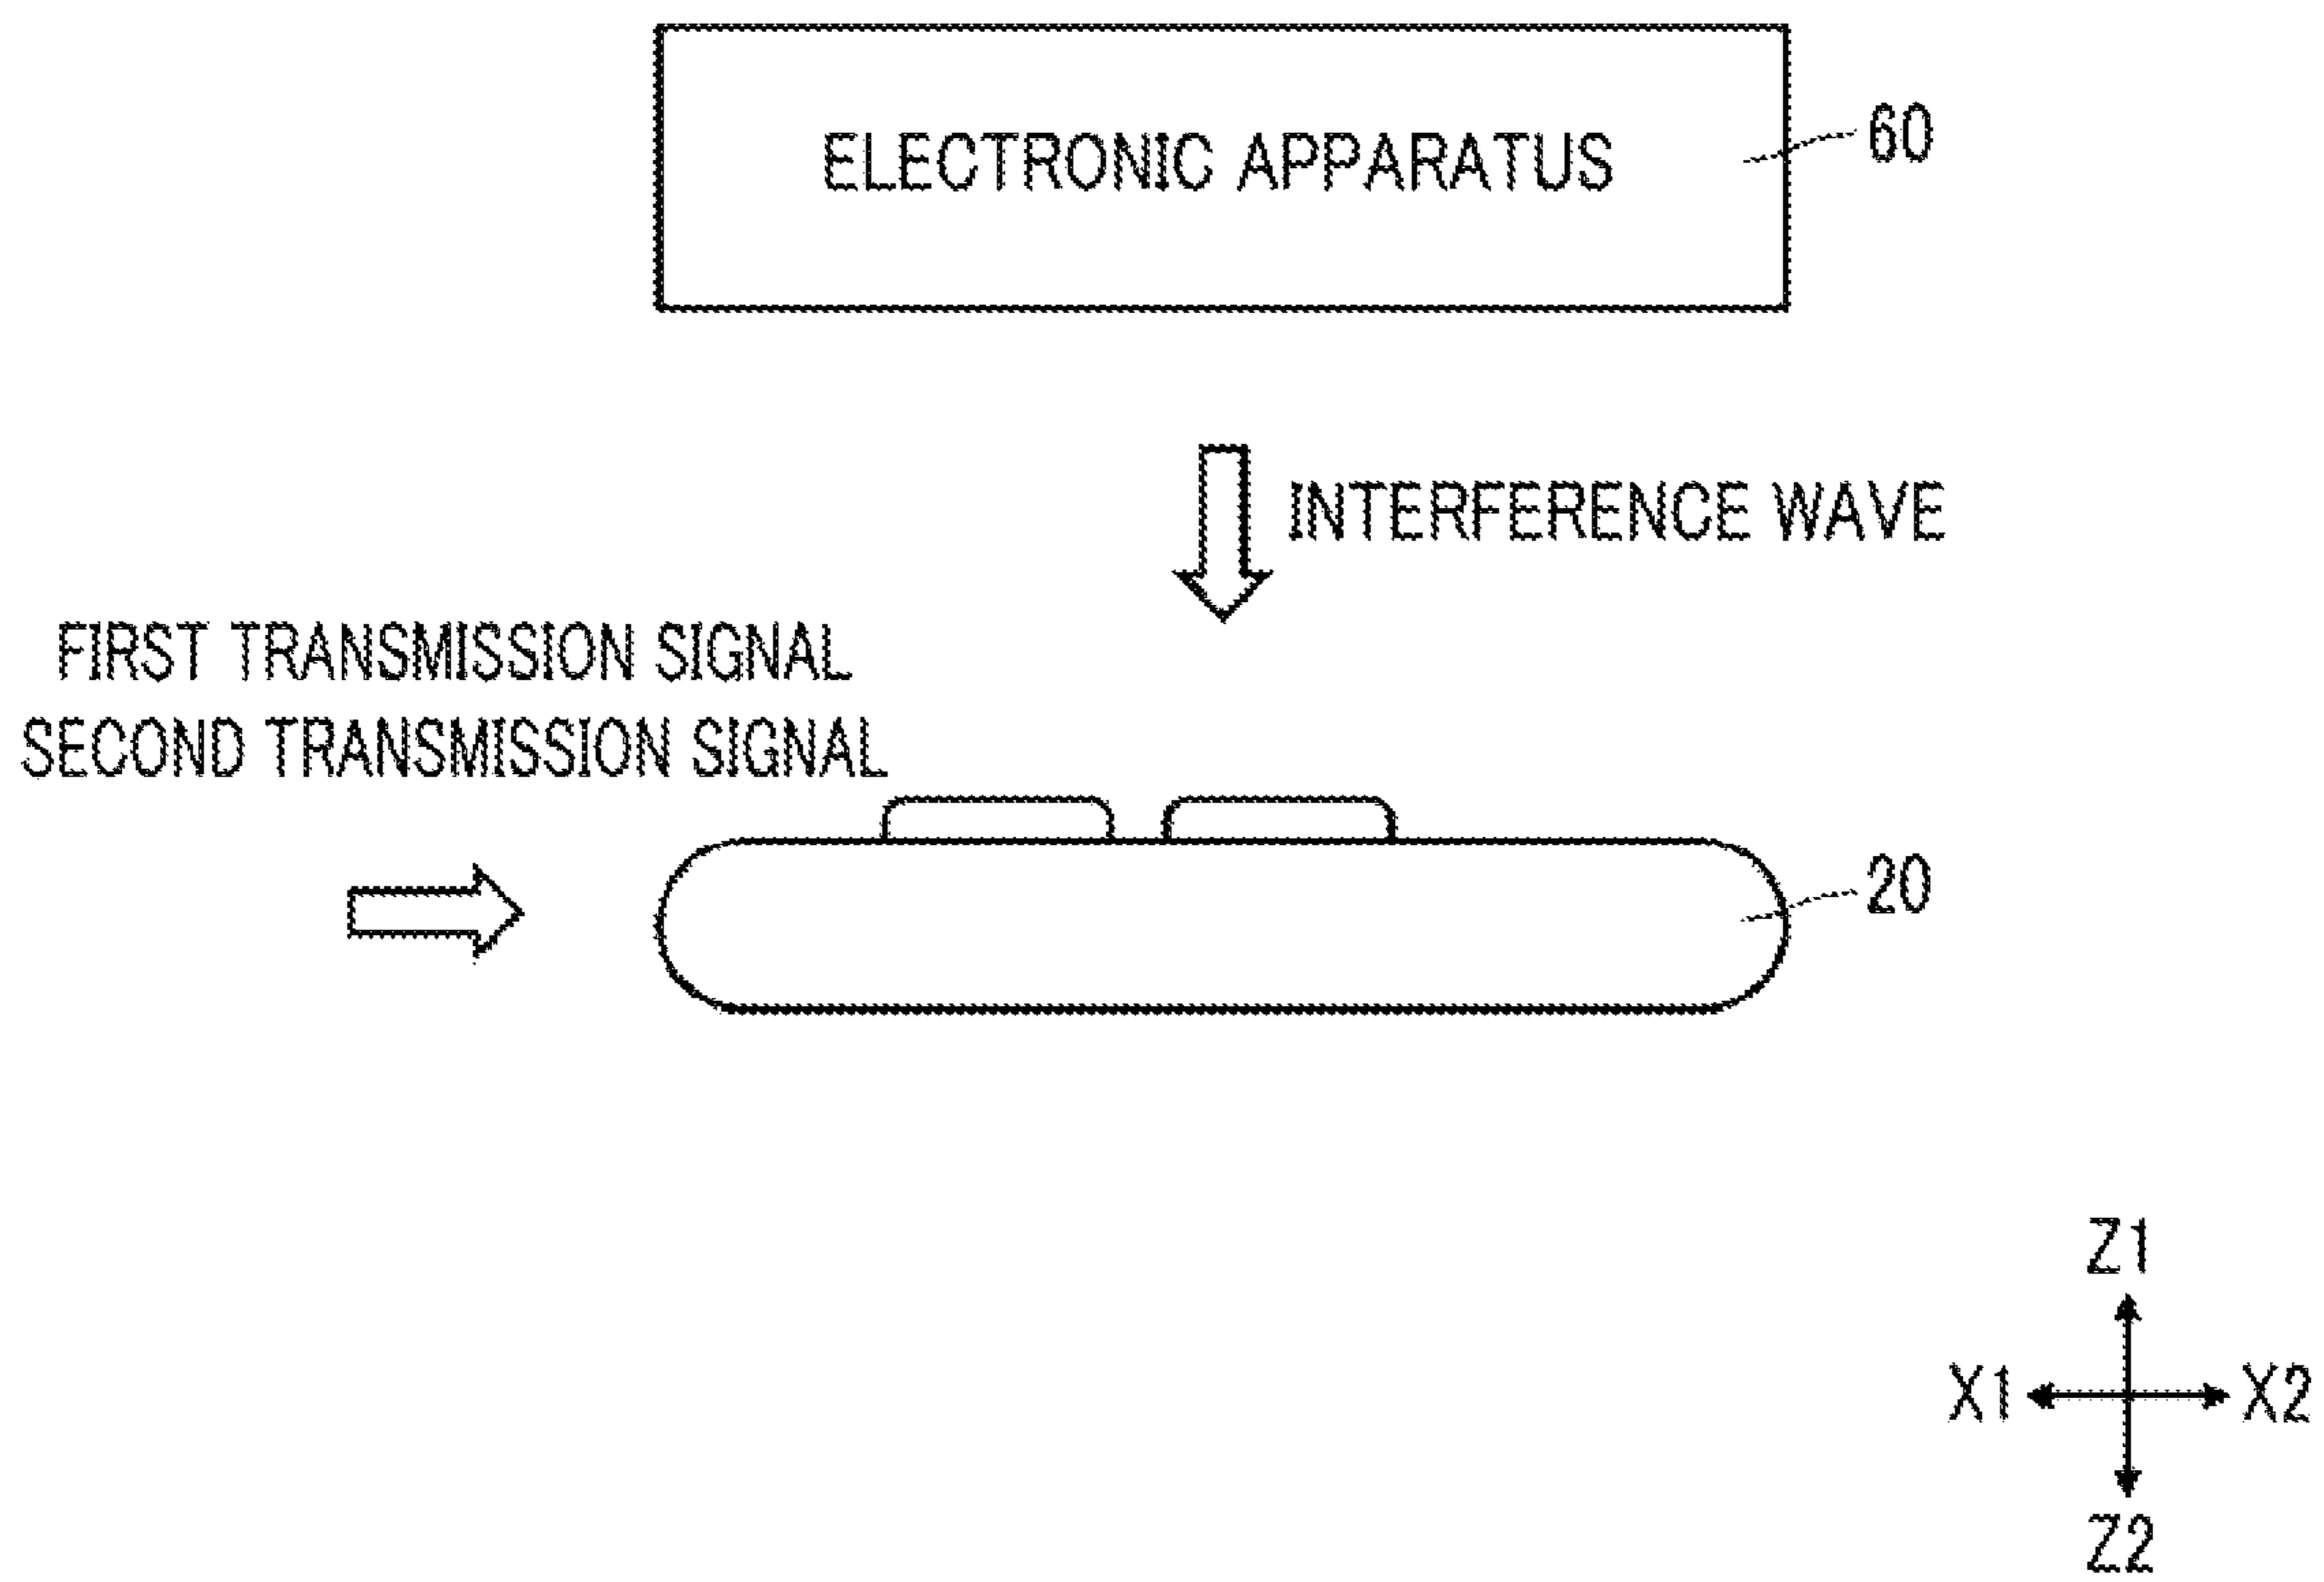 ELECTRONIC APPARATUS
60
INTERFERENCE WAVE
FIRST TRANSMISSION SIGNAL
SECOND TRANSMISSION SIGNAL
20
Z1
X1
X2
Z2